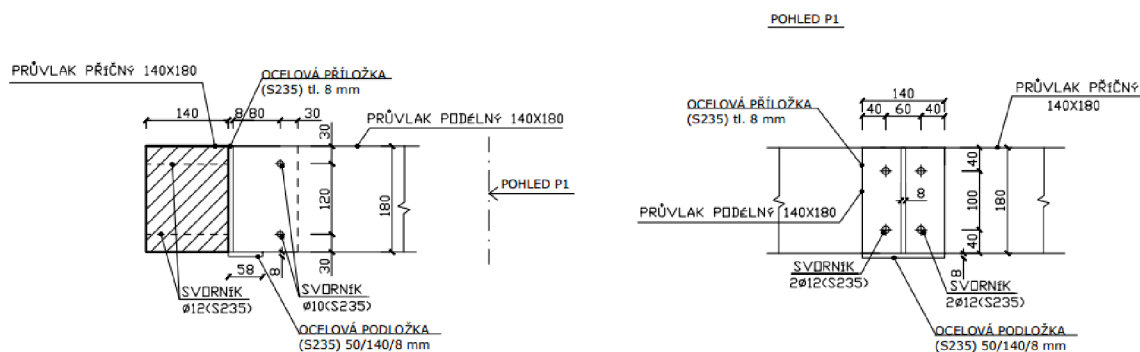 POHLED P1
PRŮVLAK PŘÍČNÝ 140X180
OCELOVÁ PŘÍLOŽKA
(S235) tl. 8 mm
140
8
80
30
PRŮVLAK PODÉLNÝ 140X180
30
120
180
30
POHLED P1
58
8
SVORNÍK
ø12(S235)
SVORNÍK
ø10(S235)
OCELOVÁ PODLOŽKA
(S235) 50/140/8 mm
140
40
60
40
OCELOVÁ PŘÍLOŽKA
(S235) tl. 8 mm
PRŮVLAK PŘÍČNÝ
140X180
40
8
100
180
PRŮVLAK PODÉLNÝ 140X180
40
8
SVORNÍK
2ø12(S235)
SVORNÍK
2ø12(S235)
OCELOVÁ PODLOŽKA
(S235) 50/140/8 mm